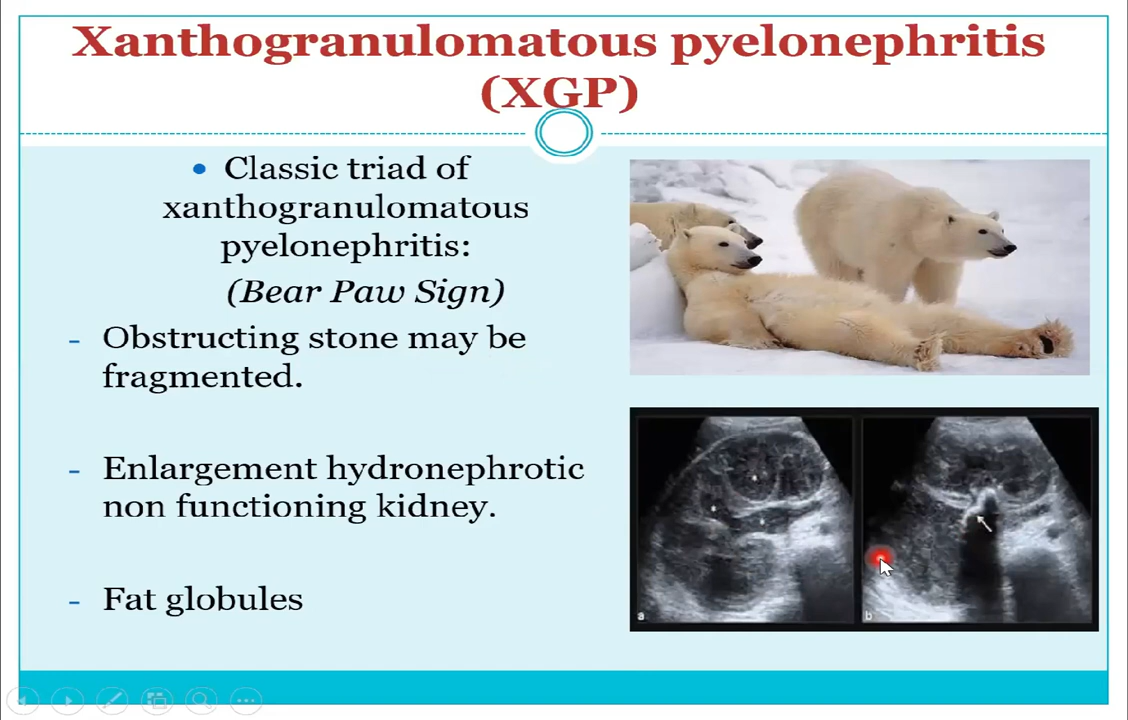 Xanthogranulomatous pyelonephritis
(XGP)
• Classic triad of
xanthogranulomatous
pyelonephritis:
(Bear Paw Sign)
- Obstructing stone may be
fragmented.
- Enlargement hydronephrotic
non functioning kidney.
- Fat globules
a
b